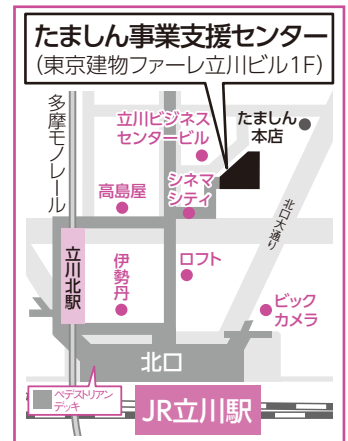 たましん事業支援センター
(東京建物ファーレ立川ビル1F)
多摩モノレール
立川ビジネス
センタービル
たましん
本店
シネマ
シティ
高島屋
北口大通り
立川北駅
伊勢丹
ロフト
ビック
カメラ
北口
ペデストリアン
デッキ
JR立川駅